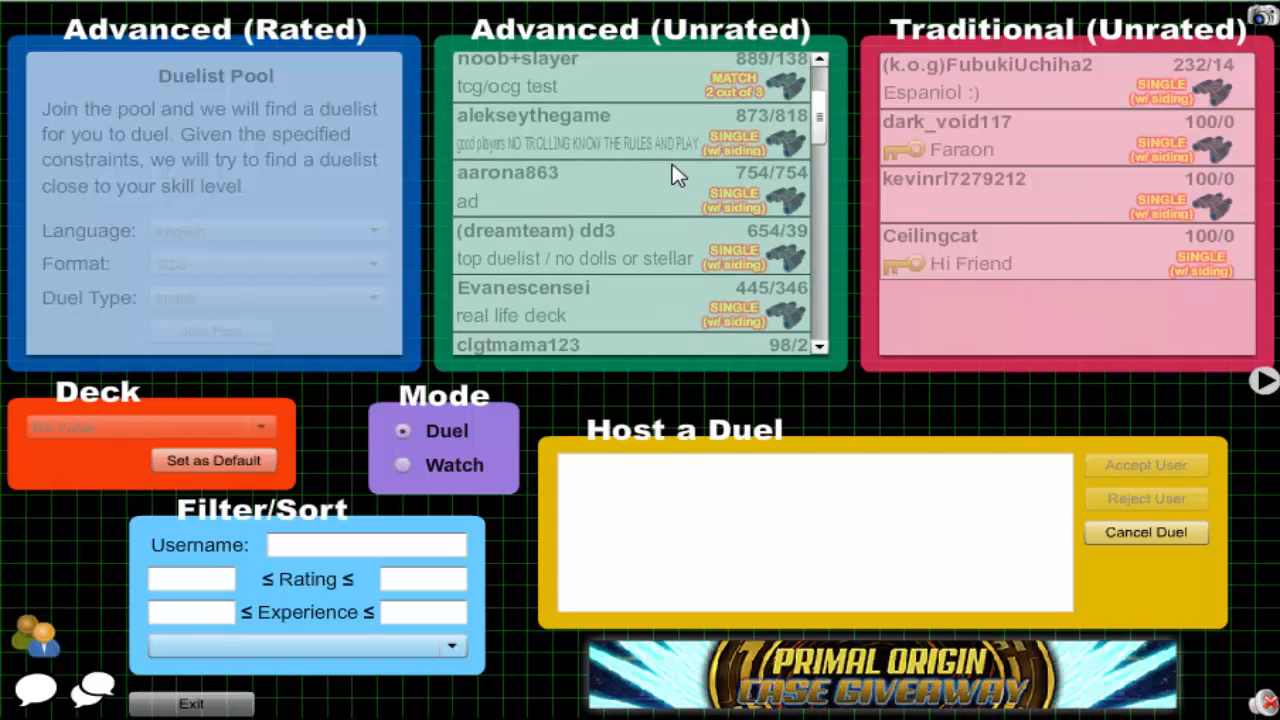 Advanced (Rated)
Duelist Pool
Join the pool and we will find a duelist
for you to duel. Given the specified
constraints, we will try to find a duelist
close to your skill level.
Language: English
Format: TCG
Duel Type: Match
Join Pool
Advanced (Unrated)
noob+slayer 889/138
tcg/ocg test MATCH
2 out of 3
alekseythegame 873/818
good players NO TROLLING KNOW THE RULES AND PLAY SINGLE
(w/ siding)
aarona863 754/754
ad SINGLE
(w/ siding)
(dreamteam) dd3 654/39
top duelist / no dolls or stellar SINGLE
(w/ siding)
Evanescensei 445/346
real life deck SINGLE
(w/ siding)
clgtmama123 98/2
Traditional (Unrated)
(k.o.g)FubukiUchiha2 232/14
Espaniol :) SINGLE
(w/ siding)
dark_void117 100/0
Faraon SINGLE
(w/ siding)
kevinrl7279212 100/0
SINGLE
(w/ siding)
Ceilingcat 100/0
Hi Friend SINGLE
(w/ siding)
Deck
Set as Default
Mode
Duel
Watch
Host a Duel
Accept User
Reject User
Cancel Duel
Filter/Sort
Username:
≤ Rating ≤
≤ Experience ≤
Exit
PRIMAL ORIGIN
CASE GIVEAWAY